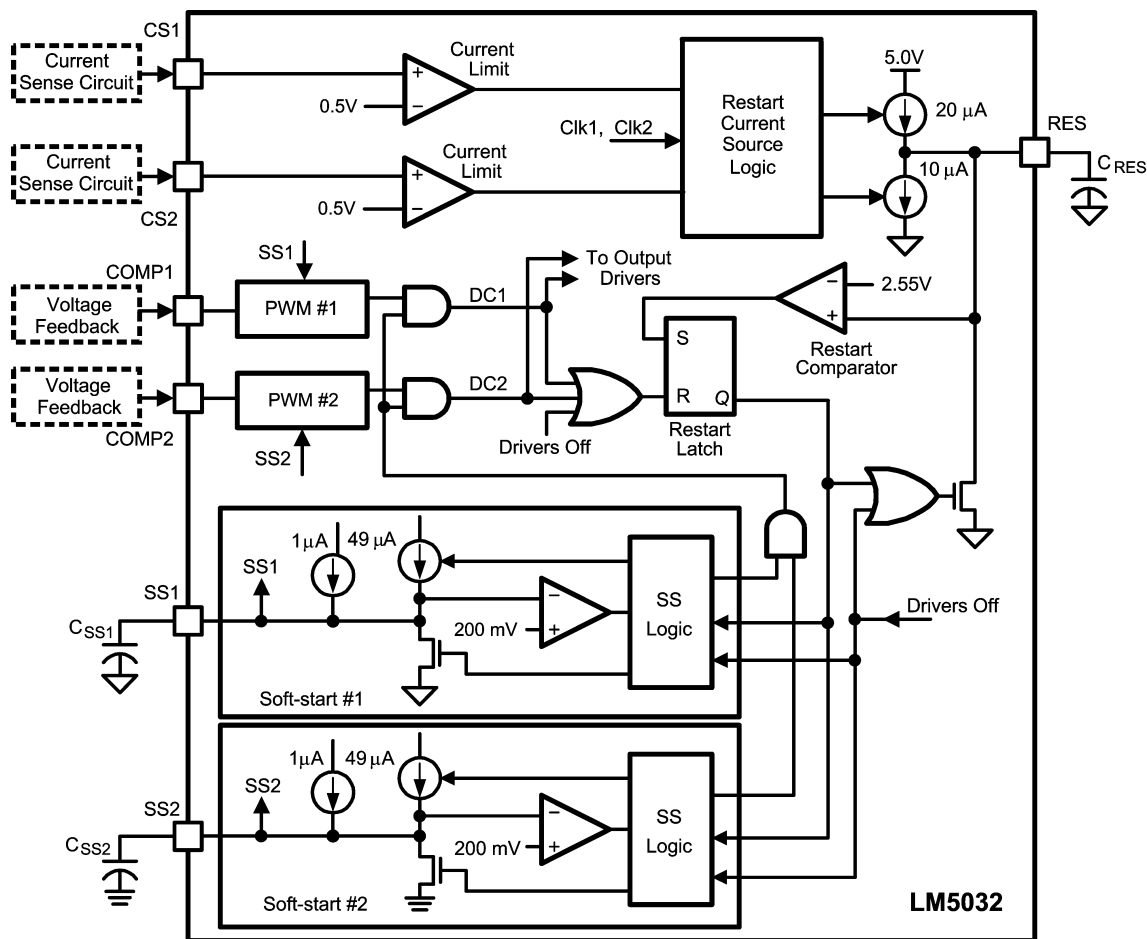 CS1
Current
Sense Circuit
Current
Limit
+
0.5V
−
Restart
Current
Source
Logic
5.0V
20 µA
RES
Clk1, Clk2
Current
Sense Circuit
Current
Limit
+
0.5V
−
10 µA
C RES
CS2
COMP1
SS1
To Output
Drivers
Voltage
Feedback
PWM #1
DC1
−
2.55V
+
Restart
Comparator
S
Voltage
Feedback
PWM #2
DC2
R
Q
COMP2
SS2
Drivers Off
Restart
Latch
1µA
49 µA
SS1
SS1
−
SS
Logic
200 mV
+
Drivers Off
C SS1
Soft-start #1
1µA
49µA
SS2
SS2
−
SS
Logic
200 mV
+
C SS2
Soft-start #2
LM5032